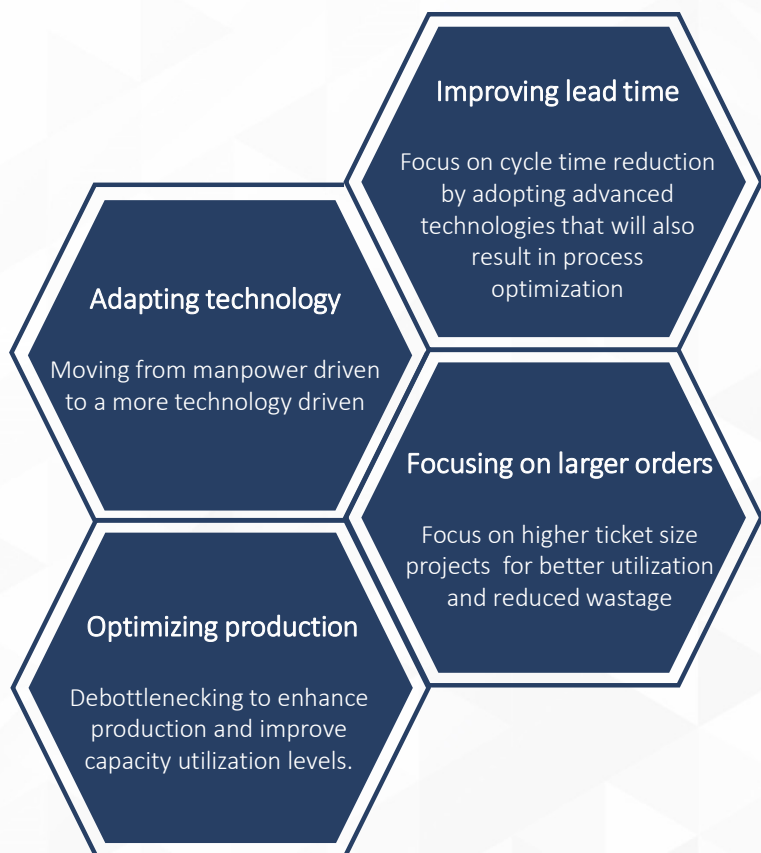 Improving lead time
Focus on cycle time reduction
by adopting advanced
technologies that will also
result in process
optimization
Adapting technology
Moving from manpower driven
to a more technology driven
Focusing on larger orders
Focus on higher ticket size
projects  for better utilization
and reduced wastage
Optimizing production
Debottlenecking to enhance
production and improve
capacity utilization levels.